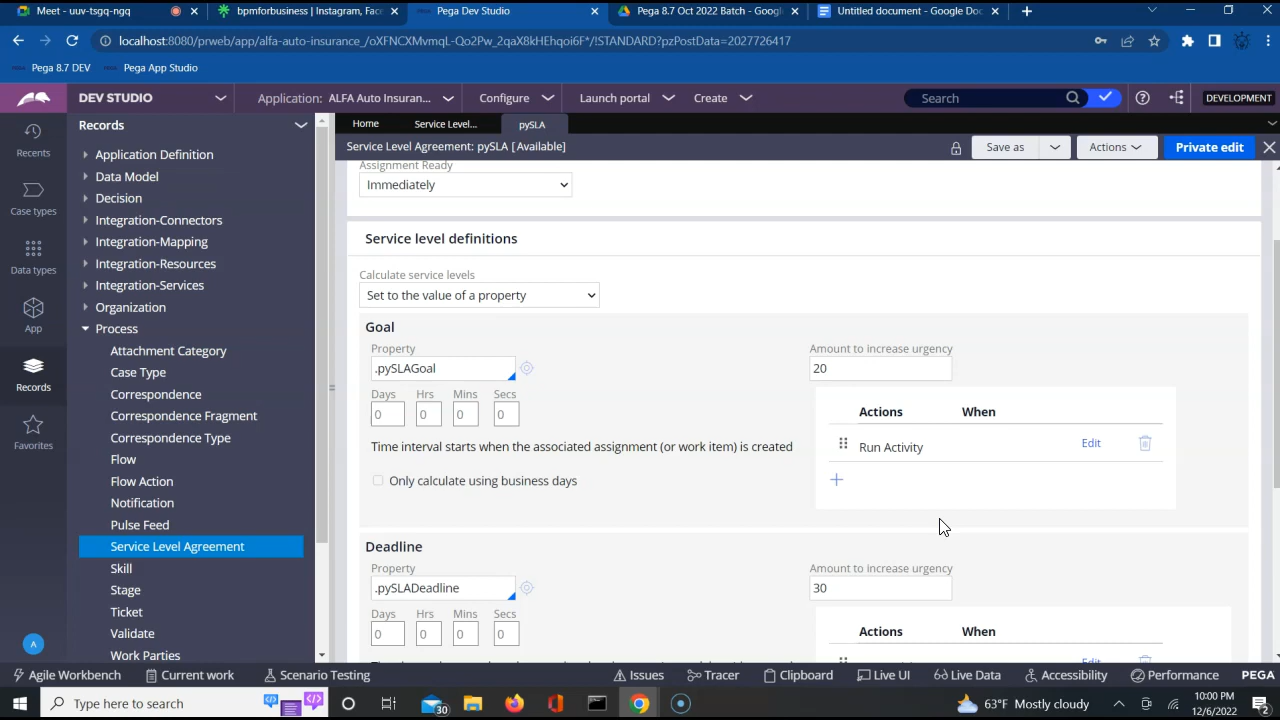 Meet - uuv-tsgq-ngq
bpmforbusiness | Instagram, Face
Pega Dev Studio
Pega 8.7 Oct 2022 Batch - Googl
Untitled document - Google Doc
localhost:8080/prweb/app/alfa-auto-insurance_/oXFNCXMvmqL-Qo2Pw_2qaX8kHEhqoi6F*/!STANDARD?pzPostData=2027726417
Pega 8.7 DEV
Pega App Studio
DEV STUDIO
Application: ALFA Auto Insuran...
Configure
Launch portal
Create
Search
DEVELOPMENT
Recents
Case types
Data types
App
Records
Favorites
A
Records
Application Definition
Data Model
Decision
Integration-Connectors
Integration-Mapping
Integration-Resources
Integration-Services
Organization
Process
Attachment Category
Case Type
Correspondence
Correspondence Fragment
Correspondence Type
Flow
Flow Action
Notification
Pulse Feed
Service Level Agreement
Skill
Stage
Ticket
Validate
Work Parties
Home
Service Level...
pySLA
Service Level Agreement: pySLA [Available]
Save as
Actions
Private edit
Assignment Ready
Immediately
Service level definitions
Calculate service levels
Set to the value of a property
Goal
Property
Amount to increase urgency
.pySLAGoal
20
Days Hrs Mins Secs
0 0 0 0
Actions When
Run Activity Edit
Time interval starts when the associated assignment (or work item) is created
Only calculate using business days
Deadline
Property
Amount to increase urgency
.pySLADeadline
30
Days Hrs Mins Secs
0 0 0 0
Actions When
Edit
Agile Workbench
Current work
Scenario Testing
Issues
Tracer
Clipboard
Live UI
Live Data
Accessibility
Performance
PEGA
Type here to search
30
63°F Mostly cloudy
10:00 PM
12/6/2022
2